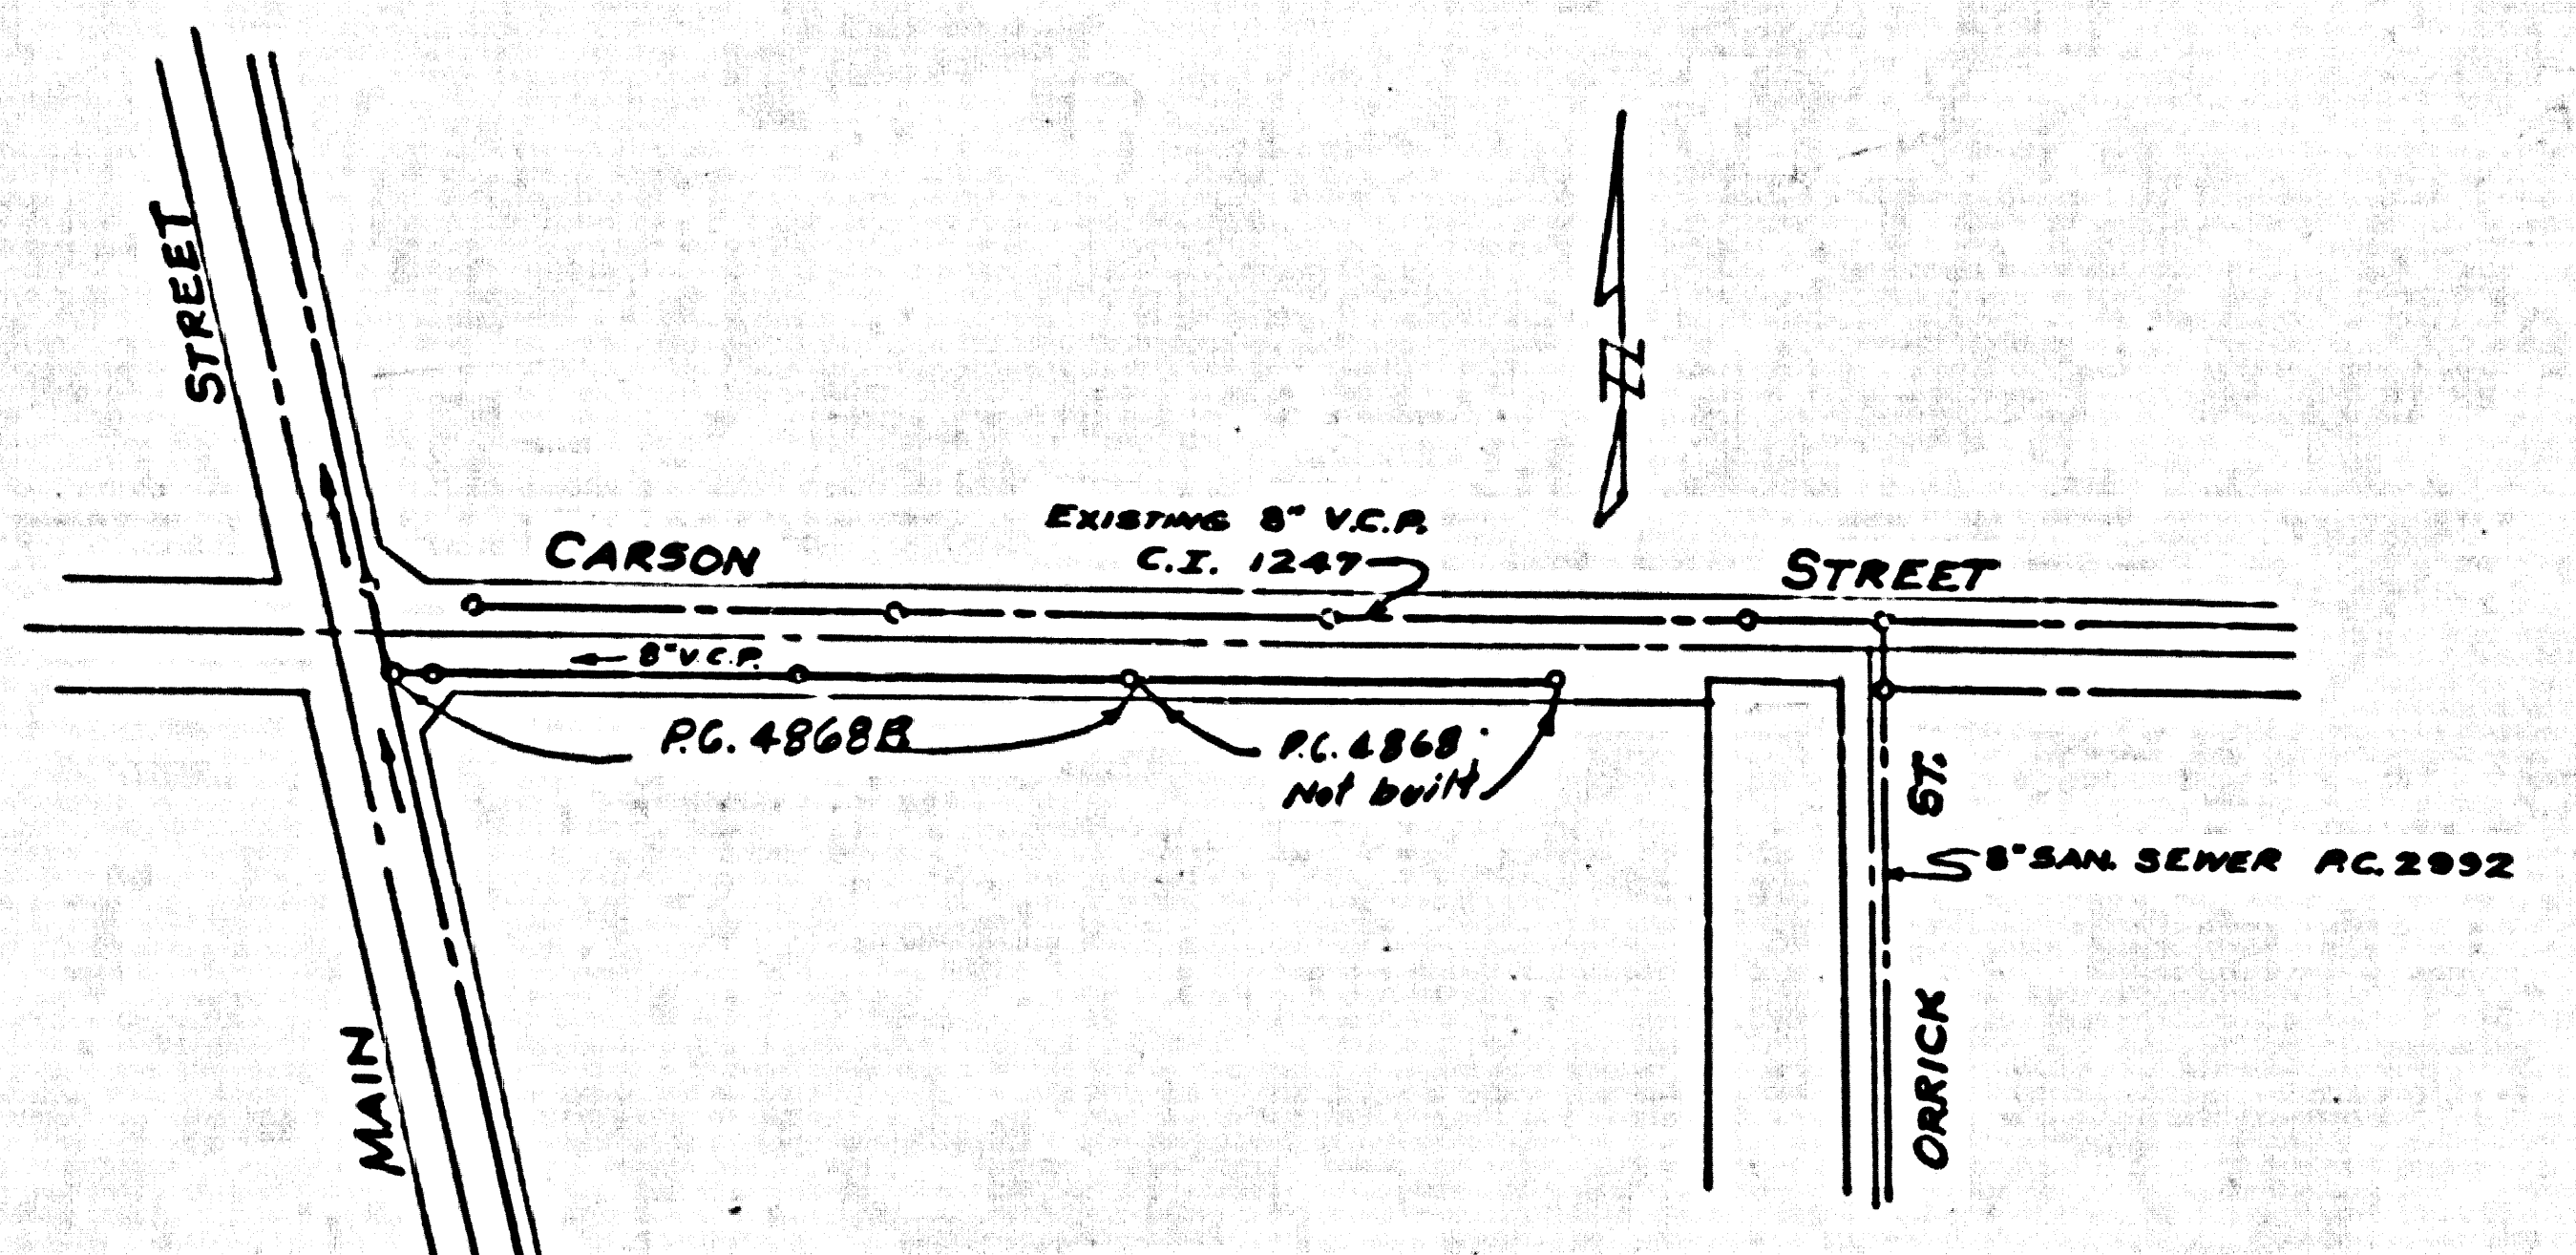 STREET
N
EXISTING 8" V.C.P.
C.I. 1247
CARSON
STREET
8" V.C.P.
P.C. 4868B
P.C. 4868
Not built
ST.
8" SAN. SEWER P.C. 2992
ORRICK
MAIN